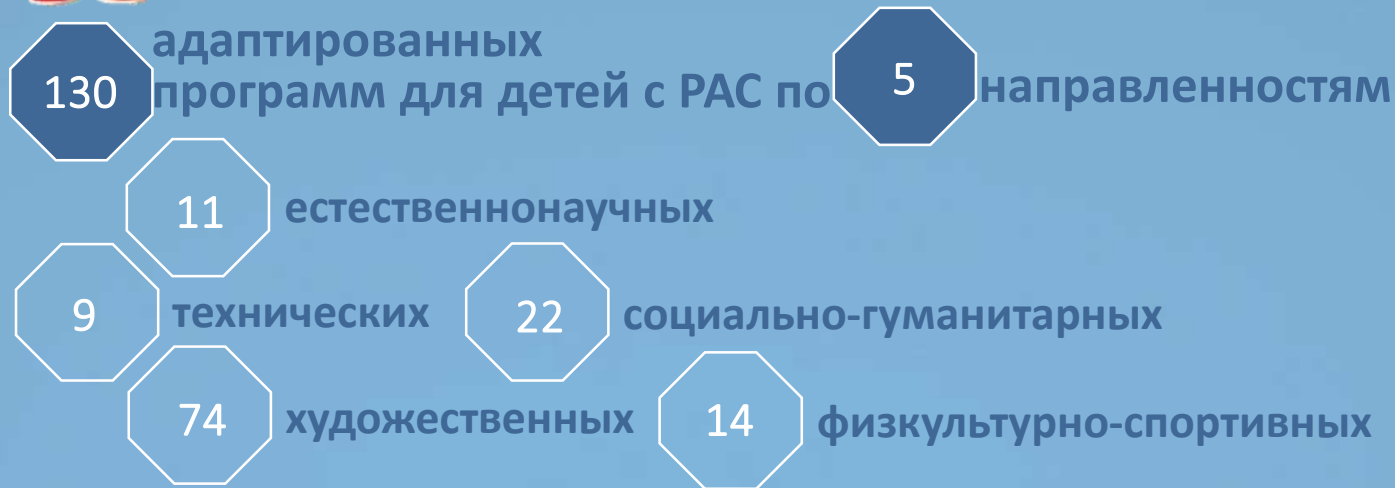 адаптированных
130 программ для детей с РАС по 5 направленностям
11 естественнонаучных
9 технических 22 социально-гуманитарных
74 художественных 14 физкультурно-спортивных